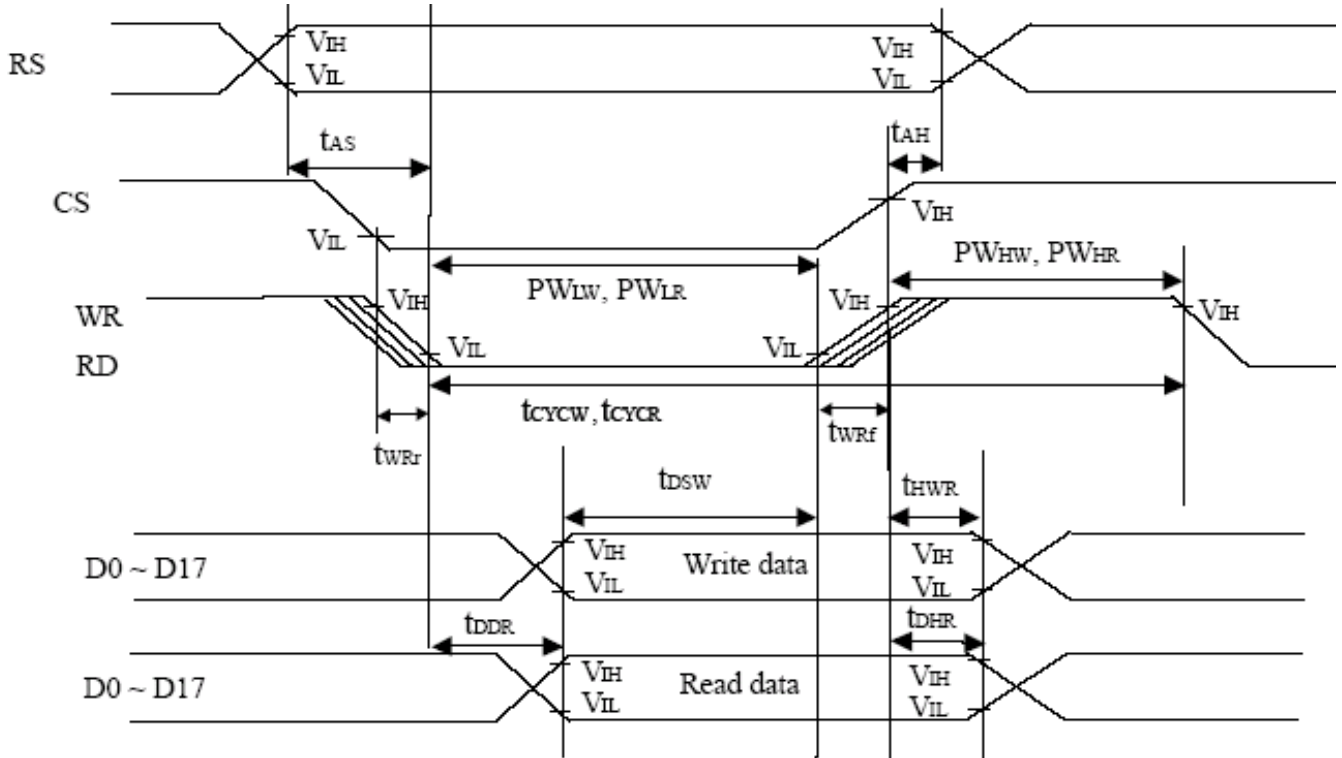 RS
VIH
VIL
VIH
VIL
tAS
tAH
CS
VIL
VIH
PWLW, PWLR
PWHW, PWHR
WR
VIH
VIH
VIH
RD
VIL
VIL
tCYCW, tCYCR
tWRr
tWRf
tDSW
tHWR
D0 ~ D17
VIH
VIL
Write data
VIH
VIL
tDDR
tDHR
D0 ~ D17
VIH
VIL
Read data
VIH
VIL